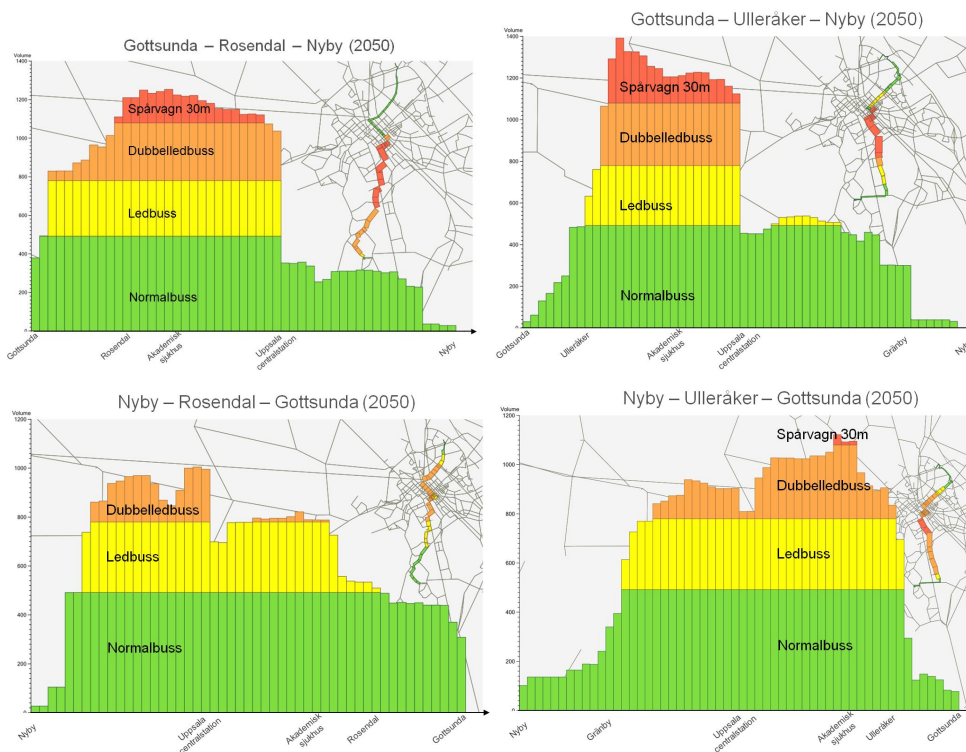 Gottsunda – Rosendal – Nyby (2050)
Volume
1400
1200
1000
800
600
400
200
0
Spårvagn 30m
Dubbelledbuss
Ledbuss
Normalbuss
Gottsunda
Rosendal
Akademisk
sjukhus
Uppsala
centralstation
Nyby
Gottsunda – Ulleråker – Nyby (2050)
Volume
1400
1200
1000
800
600
400
200
0
Spårvagn 30m
Dubbelledbuss
Ledbuss
Normalbuss
Gottsunda
Ulleråker
Akademisk
sjukhus
Uppsala
centralstation
Gränby
Nyby – Rosendal – Gottsunda (2050)
Volume
1200
1000
800
600
400
200
0
Dubbelledbuss
Ledbuss
Normalbuss
Nyby
Uppsala
centralstation
Akademisk
sjukhus
Rosendal
Gottsunda
Nyby – Ulleråker – Gottsunda (2050)
Volume
1200
1000
800
600
400
200
0
Spårvagn 30m
Dubbelledbuss
Ledbuss
Normalbuss
Nyby
Gränby
Uppsala
centralstation
Akademisk
sjukhus
Ulleråker
Gottsunda